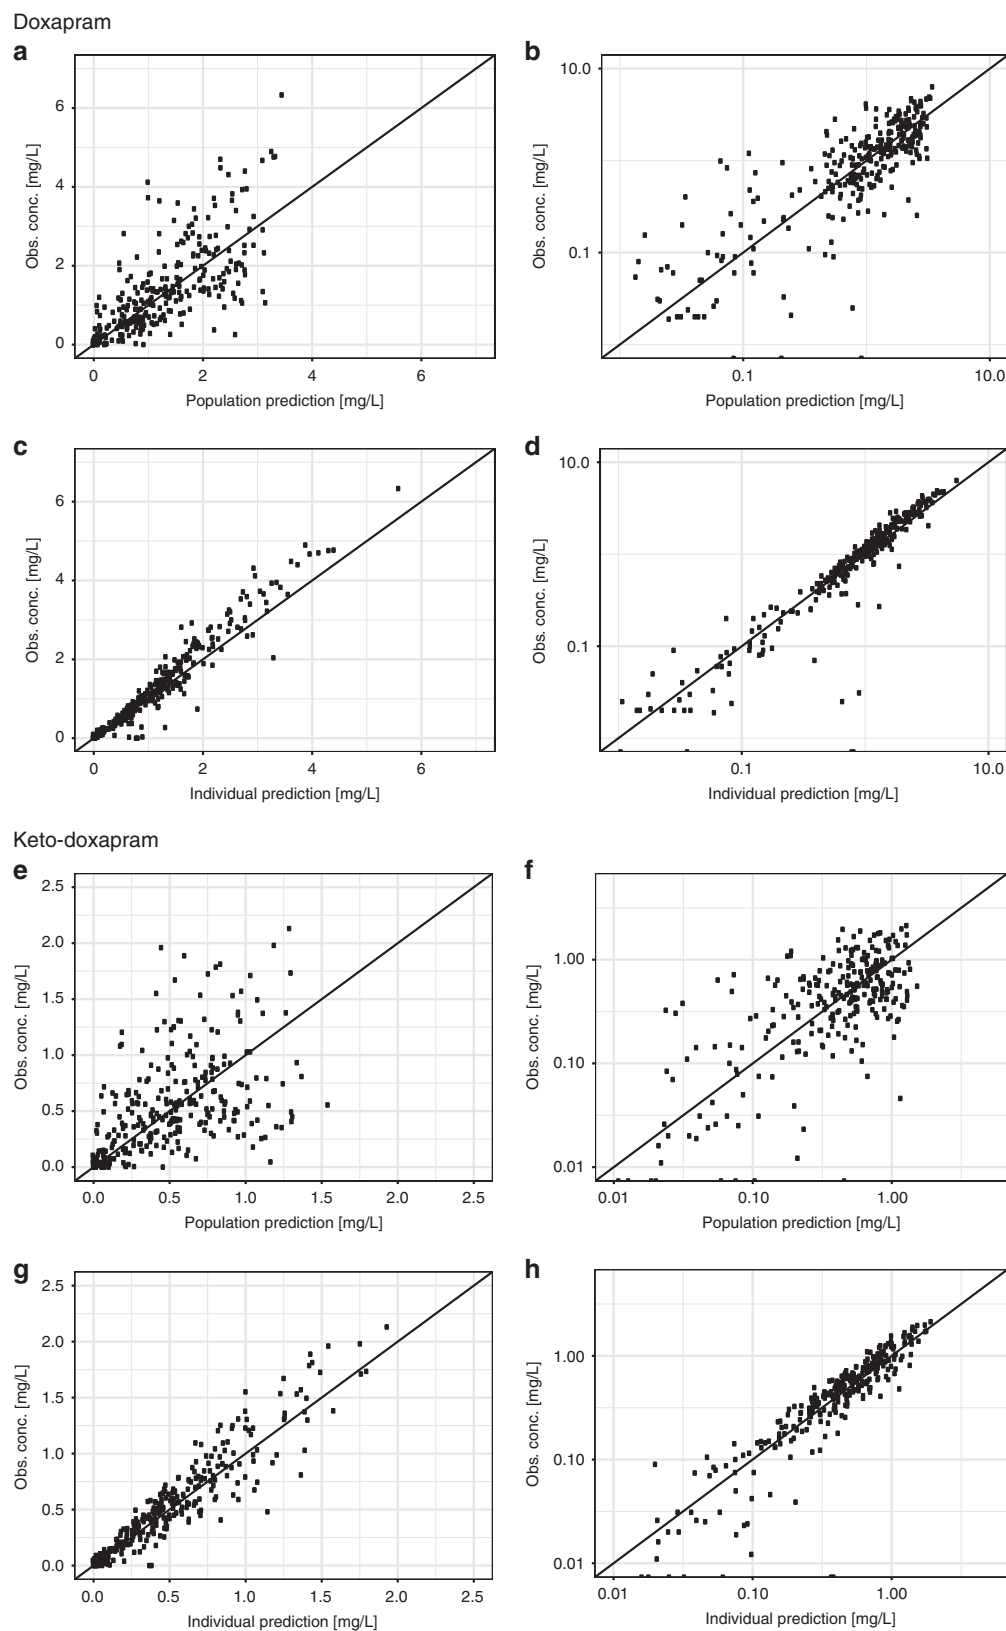 Doxapram
a
b
Obs. conc. [mg/L]
6
4
2
0
0 2 4 6
Population prediction [mg/L]
Obs. conc. [mg/L]
10.0
0.1
0.1 10.0
Population prediction [mg/L]
c
d
Obs. conc. [mg/L]
6
4
2
0
0 2 4 6
Individual prediction [mg/L]
Obs. conc. [mg/L]
10.0
0.1
0.1 10.0
Individual prediction [mg/L]
Keto-doxapram
e
f
Obs. conc. [mg/L]
2.5
2.0
1.5
1.0
0.5
0.0
0.0 0.5 1.0 1.5 2.0 2.5
Population prediction [mg/L]
Obs. conc. [mg/L]
1.00
0.10
0.01
0.01 0.10 1.00
Population prediction [mg/L]
g
h
Obs. conc. [mg/L]
2.5
2.0
1.5
1.0
0.5
0.0
0.0 0.5 1.0 1.5 2.0 2.5
Individual prediction [mg/L]
Obs. conc. [mg/L]
1.00
0.10
0.01
0.01 0.10 1.00
Individual prediction [mg/L]